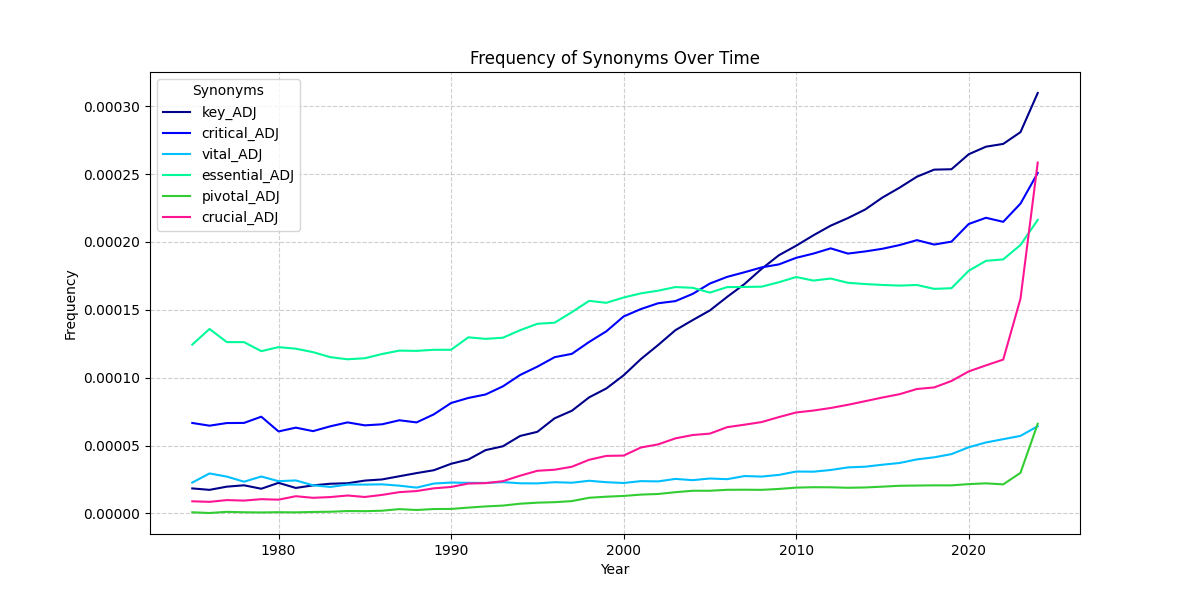 Frequency of Synonyms Over Time
Synonyms
key_ADJ
critical_ADJ
vital_ADJ
essential_ADJ
pivotal_ADJ
crucial_ADJ
Frequency
0.00030
0.00025
0.00020
0.00015
0.00010
0.00005
0.00000
1980 1990 2000 2010 2020
Year